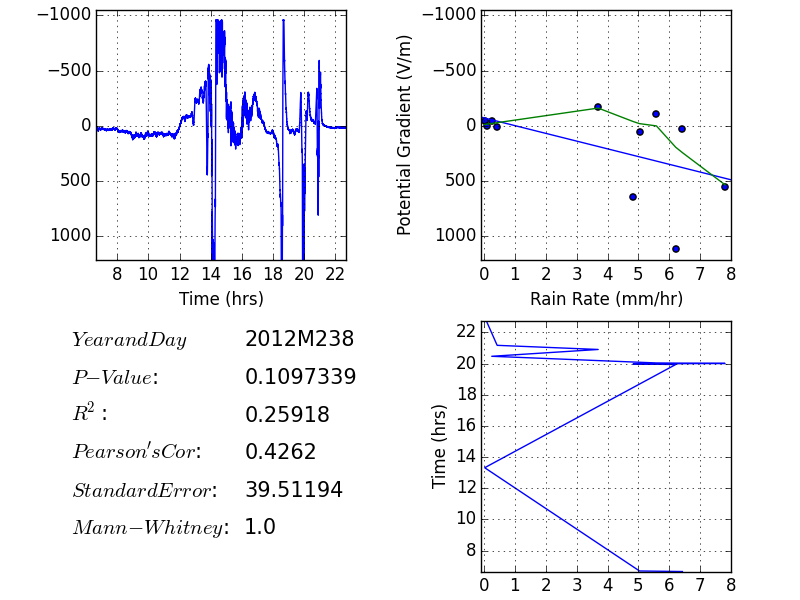 −1000
−500
0
500
1000
8 10 12 14 16 18 20 22
Time (hrs)
Potential Gradient (V/m)
−1000
−500
0
500
1000
0 1 2 3 4 5 6 7 8
Rain Rate (mm/hr)
YearandDay 2012M238
P−Value: 0.1097339
R²: 0.25918
Pearson'sCor: 0.4262
StandardError: 39.51194
Mann−Whitney: 1.0
Time (hrs)
22
20
18
16
14
12
10
8
0 1 2 3 4 5 6 7 8